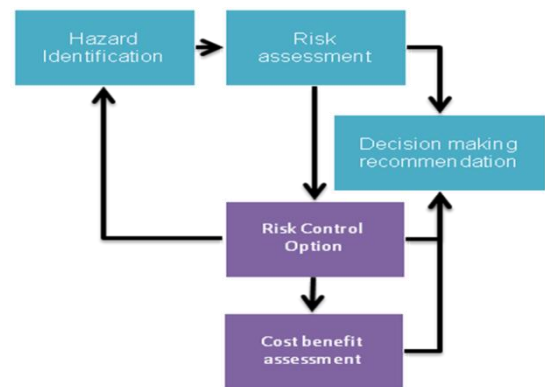 Hazard
Identification
Risk
assessment
Decision making
recommendation
Risk Control
Option
Cost benefit
assessment